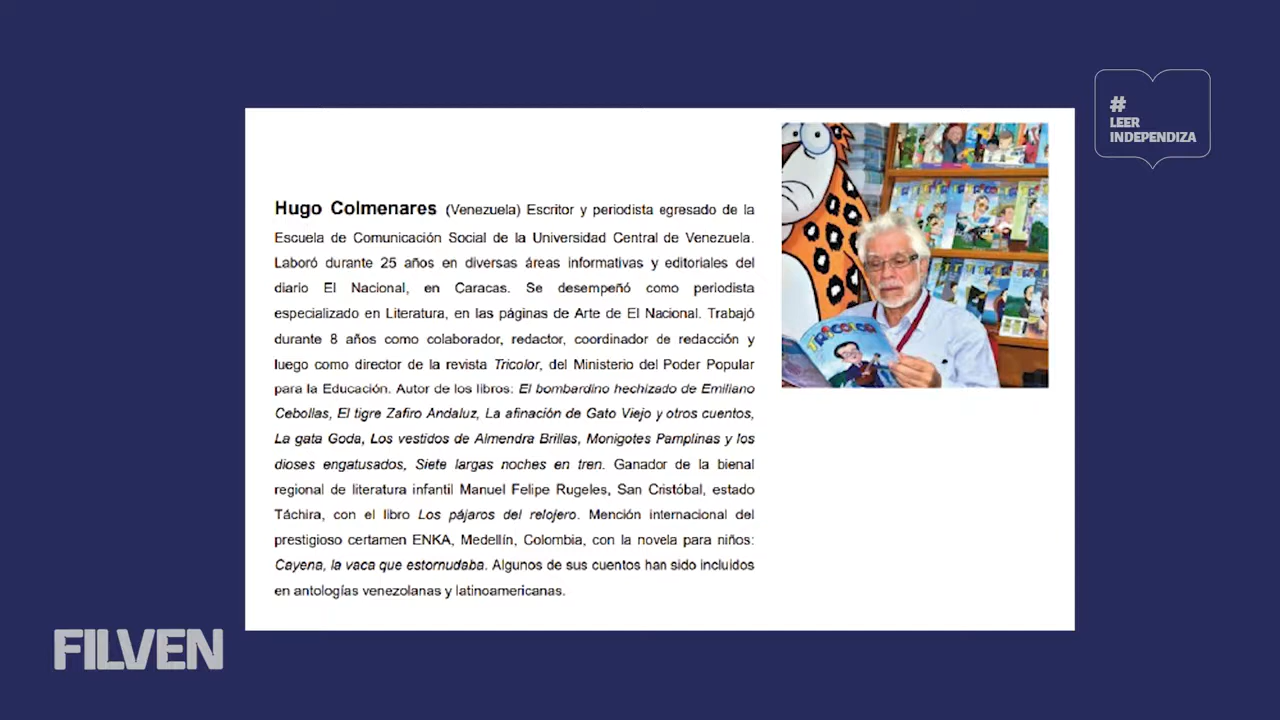 #
LEER
INDEPENDIZA
Hugo Colmenares (Venezuela) Escritor y periodista egresado de la
Escuela de Comunicación Social de la Universidad Central de Venezuela.
Laboró durante 25 años en diversas áreas informativas y editoriales del
diario El Nacional, en Caracas. Se desempeñó como periodista
especializado en Literatura, en las páginas de Arte de El Nacional. Trabajó
durante 8 años como colaborador, redactor, coordinador de redacción y
luego como director de la revista Tricolor, del Ministerio del Poder Popular
para la Educación. Autor de los libros: El bombardino hechizado de Emiliano
Cebollas, El tigre Zafiro Andaluz, La afinación de Gato Viejo y otros cuentos,
La gata Goda, Los vestidos de Almendra Brillas, Monigotes Pamplinas y los
dioses engatusados, Siete largas noches en tren. Ganador de la bienal
regional de literatura infantil Manuel Felipe Rugeles, San Cristóbal, estado
Táchira, con el libro Los pájaros del relojero. Mención internacional del
prestigioso certamen ENKA, Medellín, Colombia, con la novela para niños:
Cayena, la vaca que estornudaba. Algunos de sus cuentos han sido incluidos
en antologías venezolanas y latinoamericanas.
TRICOLOR
FILVEN